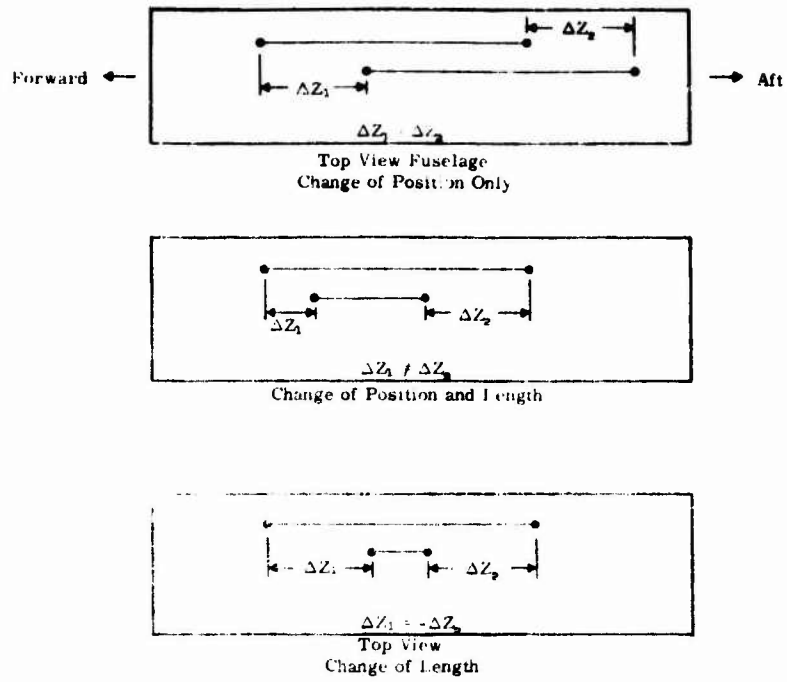 ΔZ₂
Forward
Aft
ΔZ₁
ΔZ₁ ΔZ₂
Top View Fuselage
Change of Position Only
ΔZ₁
ΔZ₂
ΔZ₁ ≠ ΔZ₂
Change of Position and Length
ΔZ₁
ΔZ₂
ΔZ₁ = -ΔZ₂
Top View
Change of Length